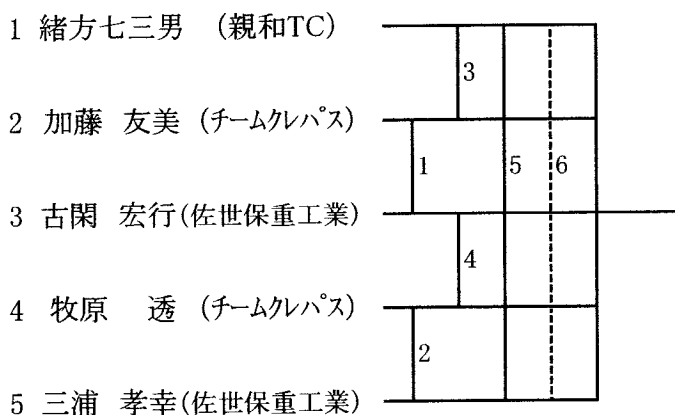 1 緒方七三男 (親和TC)
3
2 加藤 友美 (チームクレパス)
1 5 6
3 古閑 宏行(佐世保重工業)
4
4 牧原 透 (チームクレパス)
2
5 三浦 孝幸(佐世保重工業)